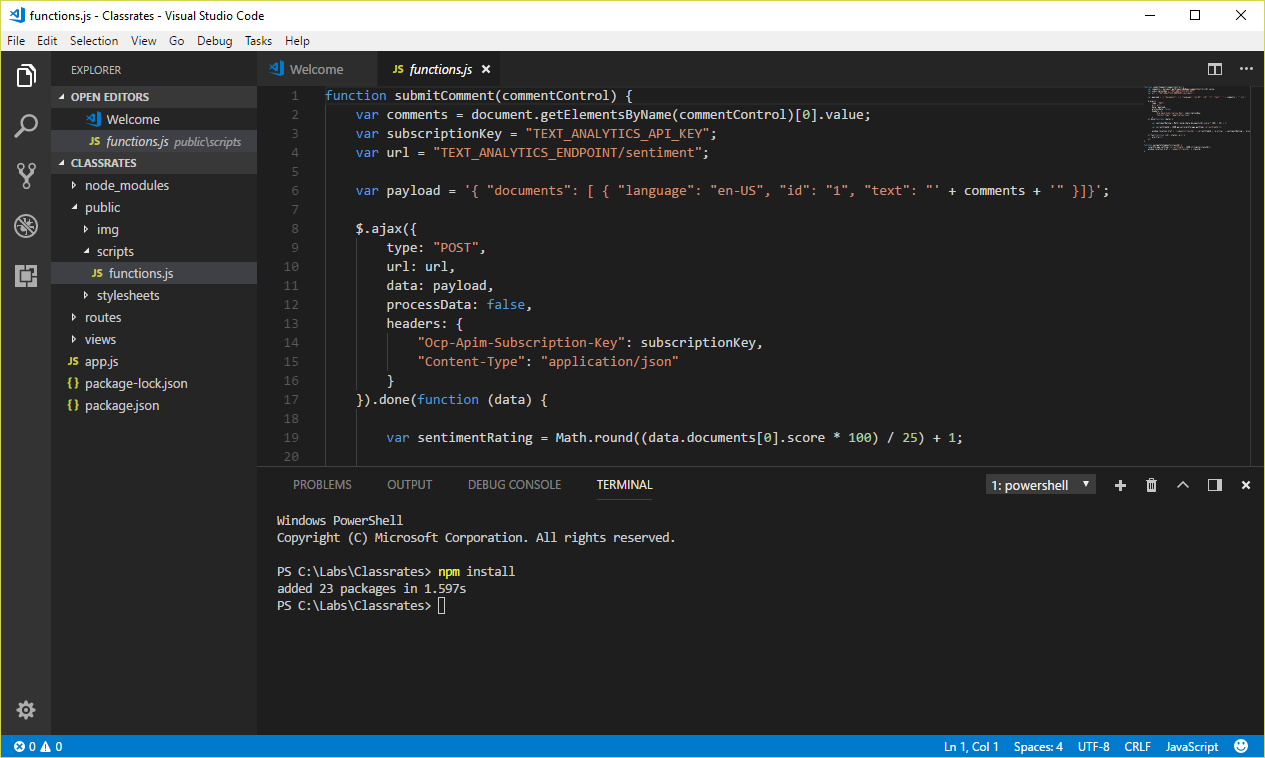 functions.js - Classrates - Visual Studio Code
File Edit Selection View Go Debug Tasks Help
EXPLORER
OPEN EDITORS
Welcome
JS functions.js public\scripts
CLASSRATES
node_modules
public
img
scripts
JS functions.js
stylesheets
routes
views
JS app.js
{} package-lock.json
{} package.json
Welcome JS functions.js
1 function submitComment(commentControl) {
2 var comments = document.getElementsByName(commentControl)[0].value;
3 var subscriptionKey = "TEXT_ANALYTICS_API_KEY";
4 var url = "TEXT_ANALYTICS_ENDPOINT/sentiment";
5
6 var payload = '{ "documents": [ { "language": "en-US", "id": "1", "text": "' + comments + '" }]}';
7
8 $.ajax({
9 type: "POST",
10 url: url,
11 data: payload,
12 processData: false,
13 headers: {
14 "Ocp-Apim-Subscription-Key": subscriptionKey,
15 "Content-Type": "application/json"
16 }
17 }).done(function (data) {
18
19 var sentimentRating = Math.round((data.documents[0].score * 100) / 25) + 1;
20
PROBLEMS OUTPUT DEBUG CONSOLE TERMINAL 1: powershell
Windows PowerShell
Copyright (C) Microsoft Corporation. All rights reserved.
PS C:\Labs\Classrates> npm install
added 23 packages in 1.597s
PS C:\Labs\Classrates>
0 0 Ln 1, Col 1 Spaces: 4 UTF-8 CRLF JavaScript